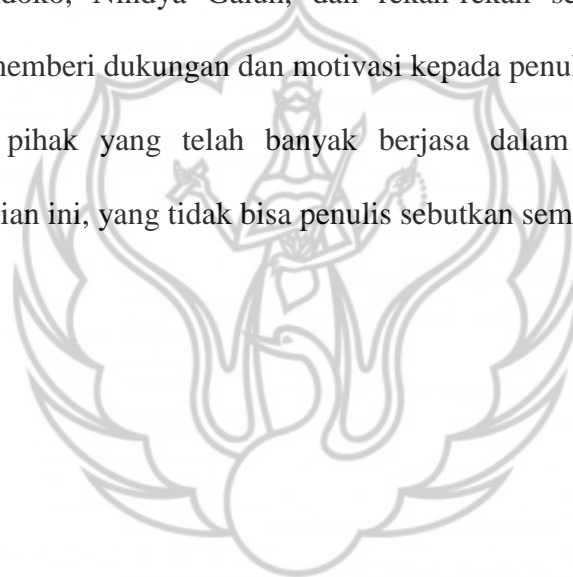 doko, Nindya Galuh, dan rekan-rekan se
memberi dukungan dan motivasi kepada penul
pihak yang telah banyak berjasa dalam
ian ini, yang tidak bisa penulis sebutkan sem